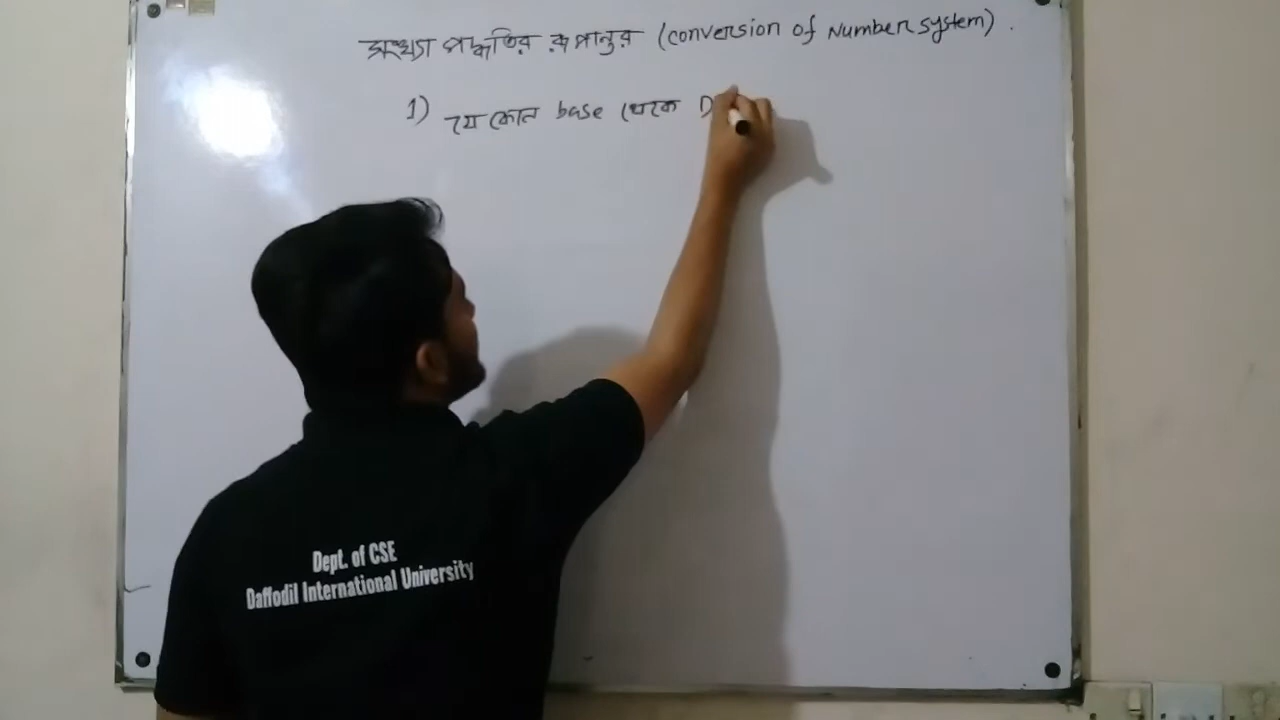 সংখ্যা পদ্ধতির রূপান্তর (conversion of Number system).
1) যে কোন base থেকে D
Dept. of CSE
Daffodil International University